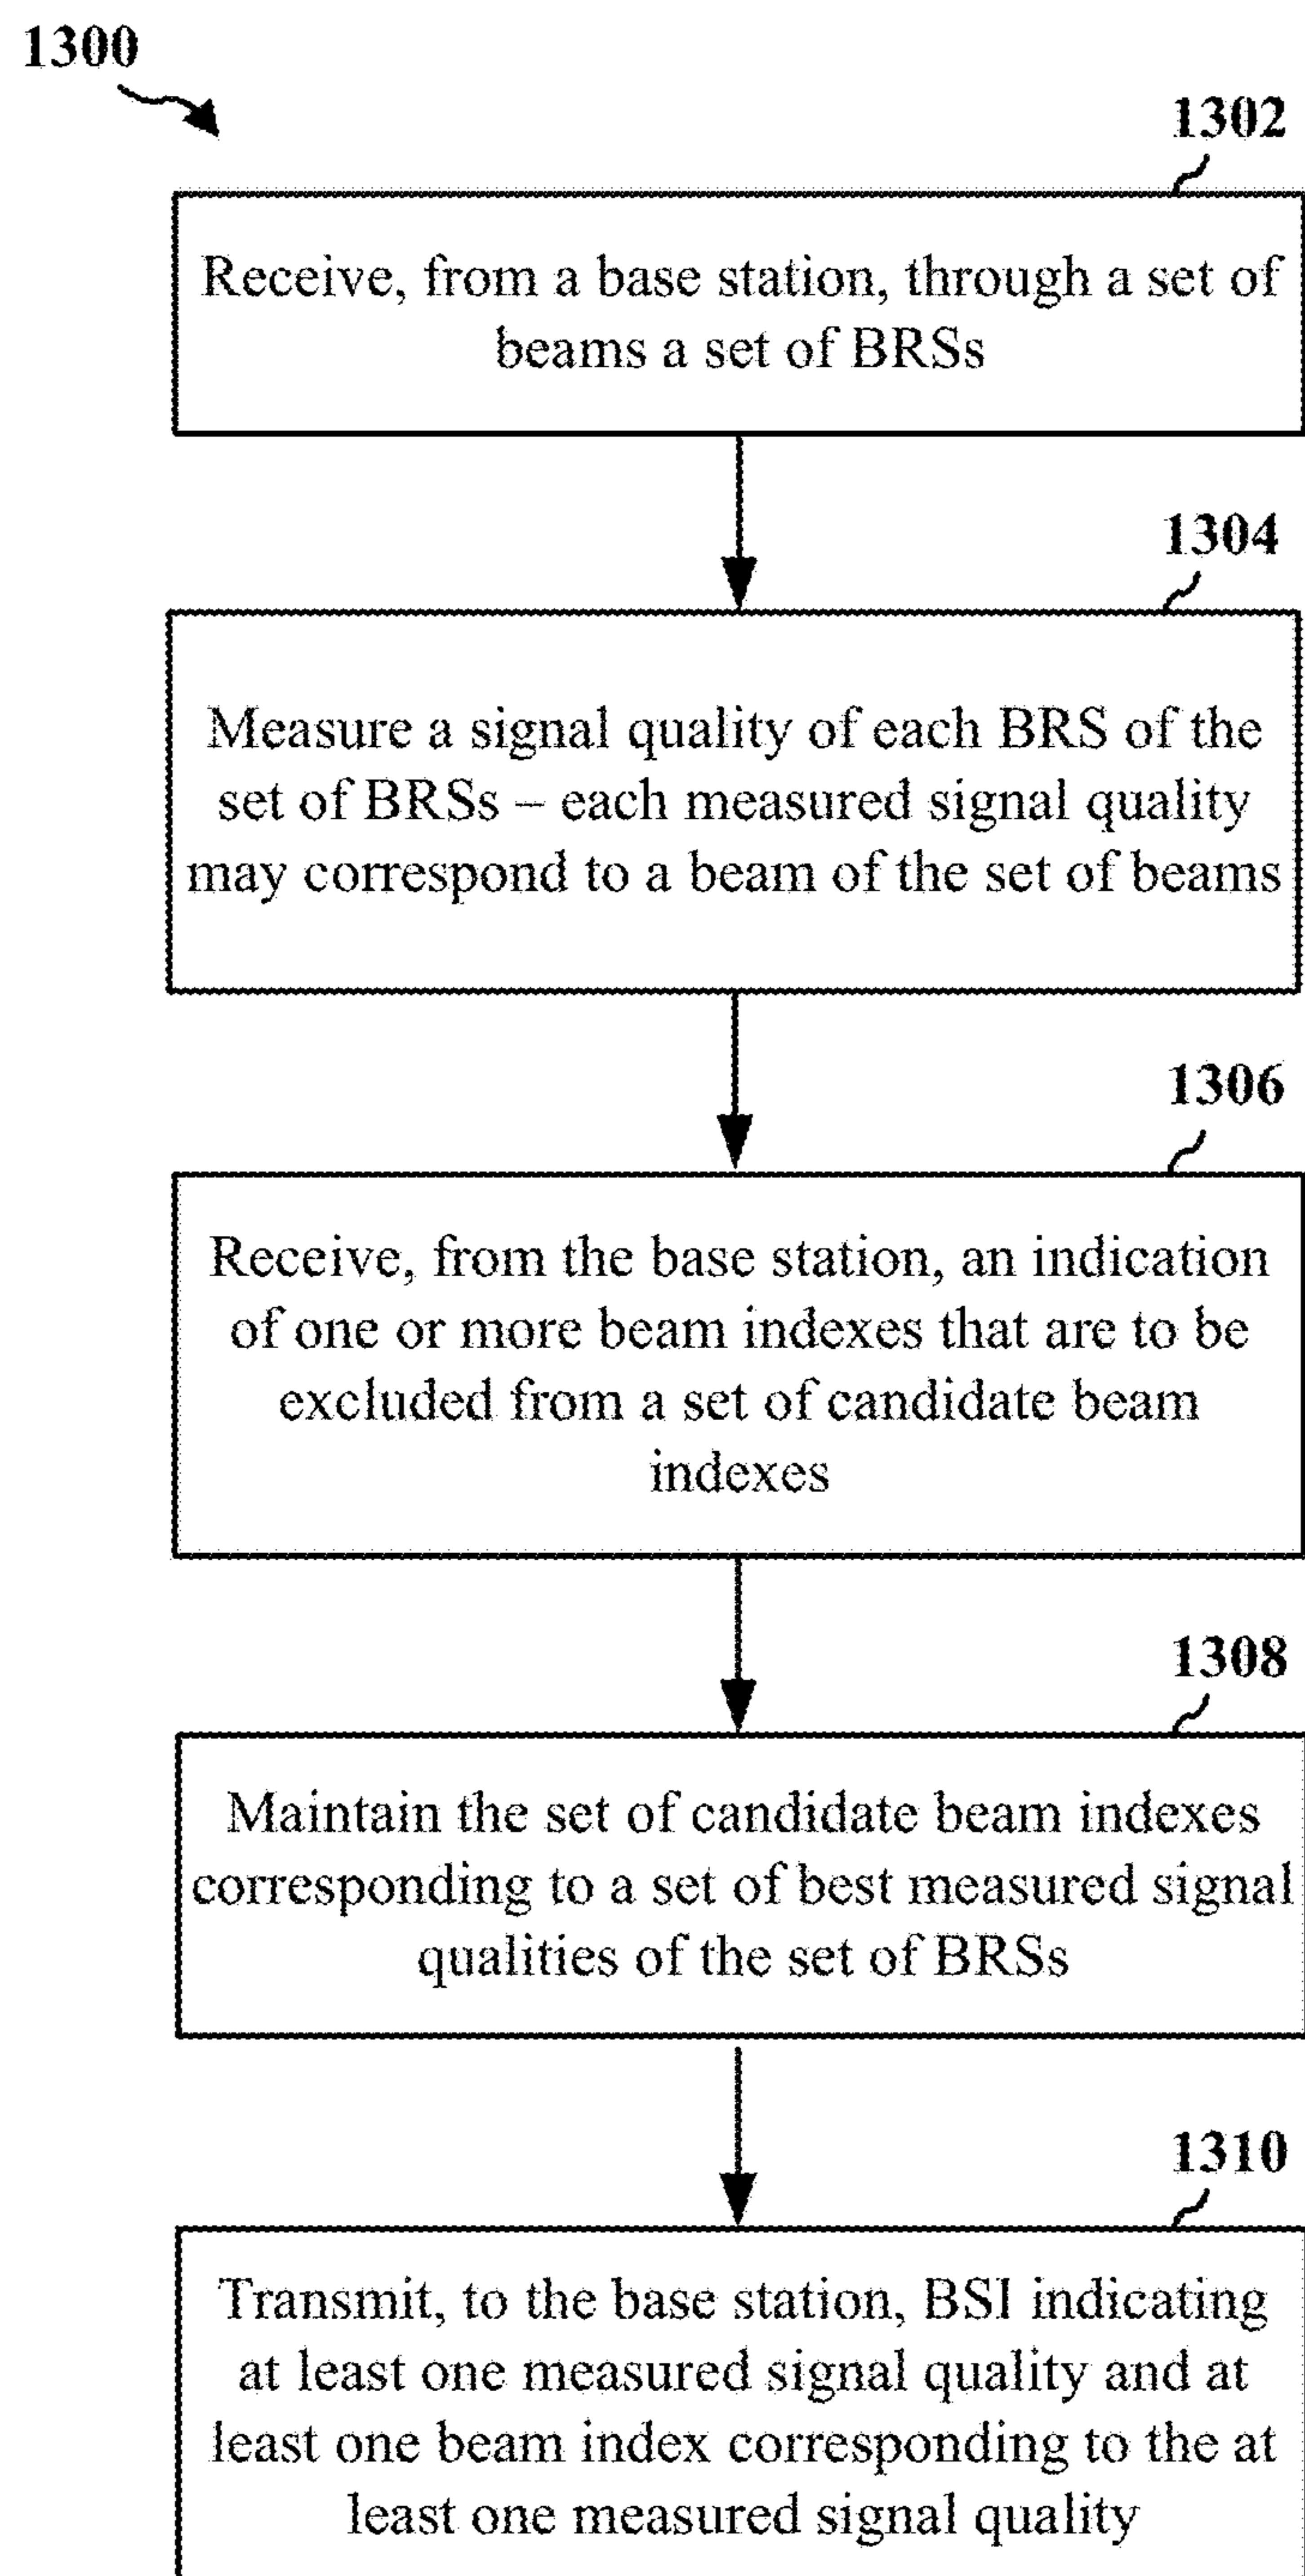 1300
1302
Receive, from a base station, through a set of
beams a set of BRSs
1304
Measure a signal quality of each BRS of the
set of BRSs – each measured signal quality
may correspond to a beam of the set of beams
1306
Receive, from the base station, an indication
of one or more beam indexes that are to be
excluded from a set of candidate beam
indexes
1308
Maintain the set of candidate beam indexes
corresponding to a set of best measured signal
qualities of the set of BRSs
1310
Transmit, to the base station, BSI indicating
at least one measured signal quality and at
least one beam index corresponding to the at
least one measured signal quality